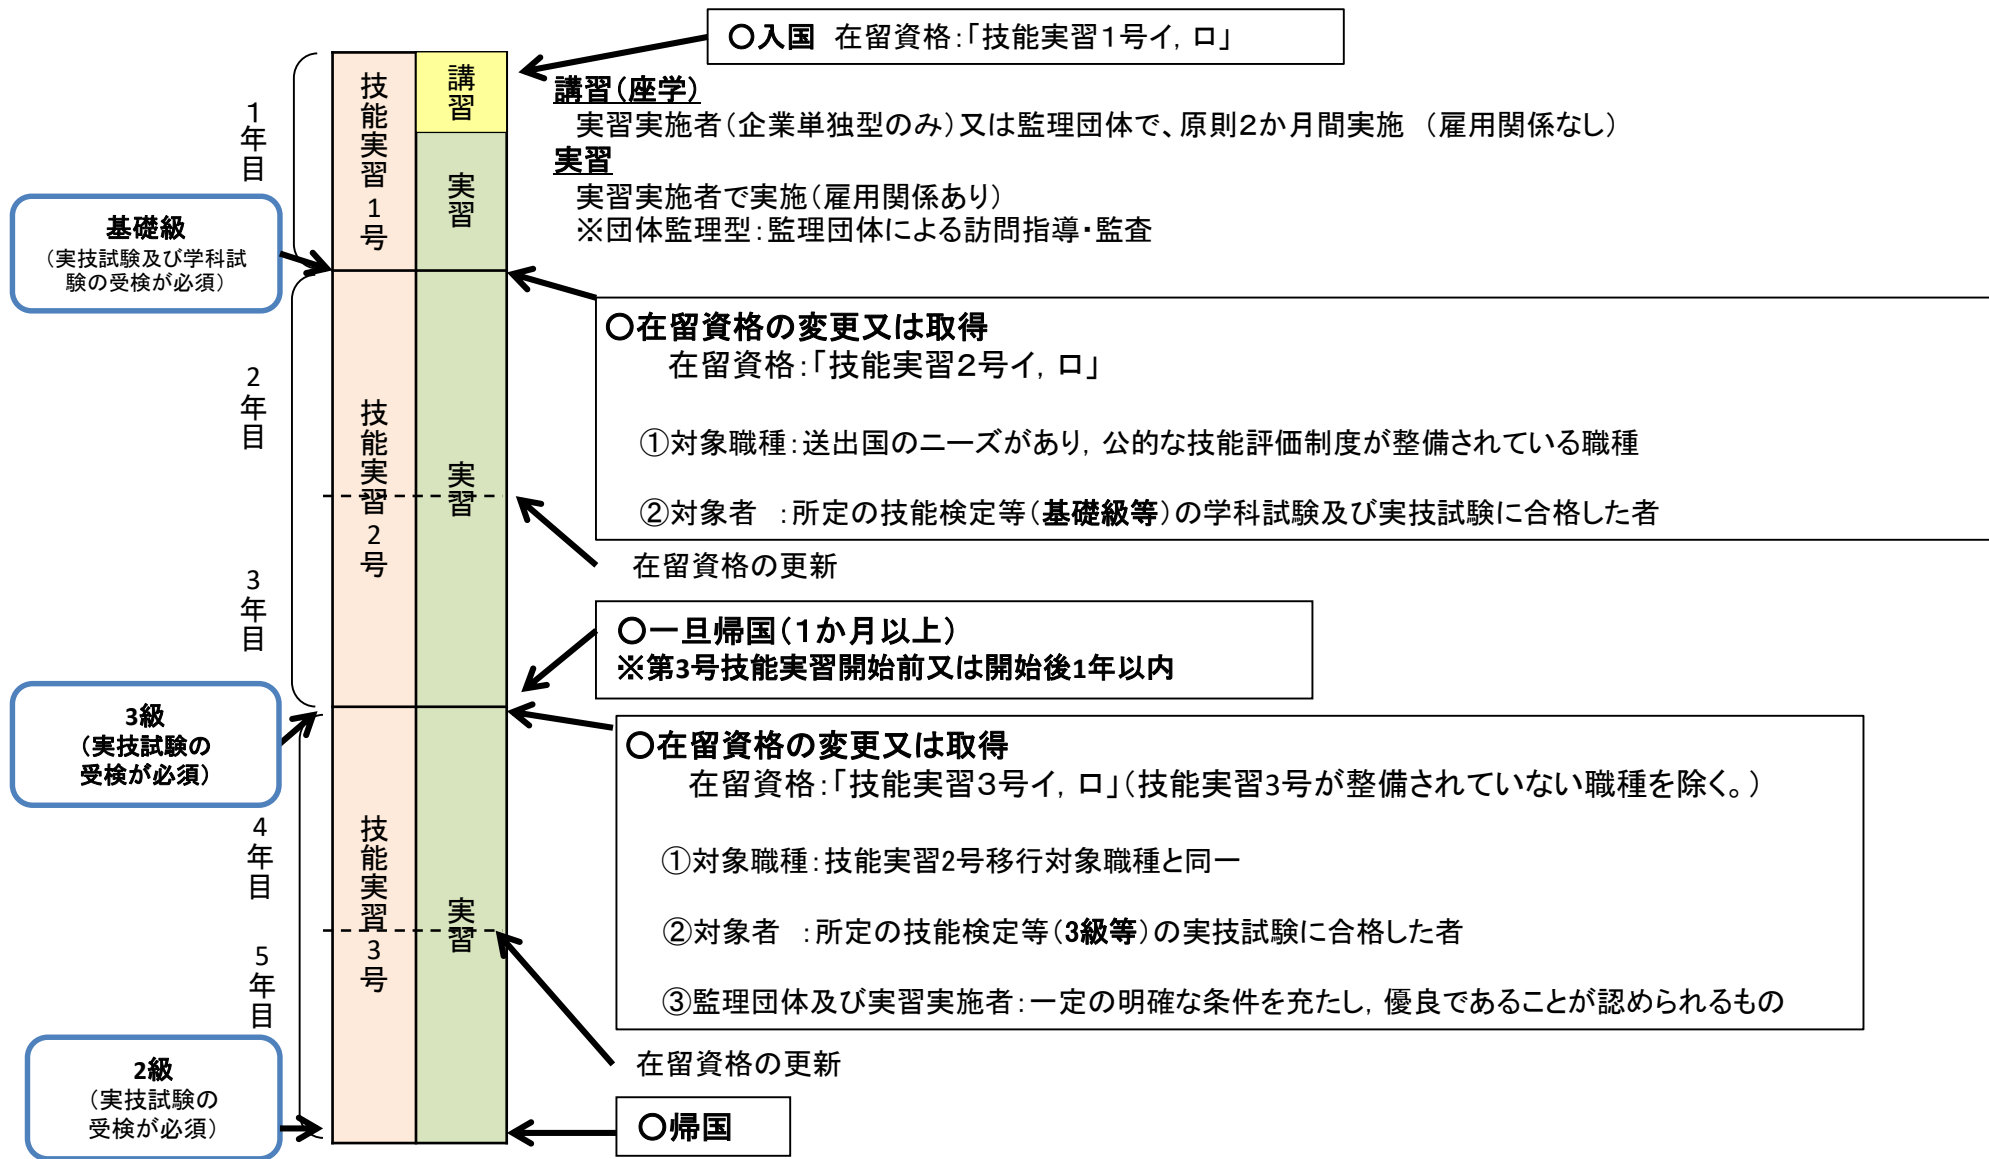 ○入国 在留資格:「技能実習1号イ, ロ」
1年目
技能実習1号
講習
実習
講習(座学)
実習実施者(企業単独型のみ)又は監理団体で、原則2か月間実施 (雇用関係なし)
実習
実習実施者で実施(雇用関係あり)
※団体監理型:監理団体による訪問指導・監査
基礎級
(実技試験及び学科試
験の受検が必須)
○在留資格の変更又は取得
在留資格:「技能実習2号イ, ロ」
①対象職種:送出国のニーズがあり, 公的な技能評価制度が整備されている職種
②対象者 :所定の技能検定等(基礎級等)の学科試験及び実技試験に合格した者
2年目
技能実習2号
実習
在留資格の更新
3年目
○一旦帰国(1か月以上)
※第3号技能実習開始前又は開始後1年以内
3級
(実技試験の
受検が必須)
○在留資格の変更又は取得
在留資格:「技能実習3号イ, ロ」(技能実習3号が整備されていない職種を除く。)
①対象職種:技能実習2号移行対象職種と同一
②対象者 :所定の技能検定等(3級等)の実技試験に合格した者
③監理団体及び実習実施者:一定の明確な条件を充たし, 優良であることが認められるもの
4年目
技能実習3号
実習
5年目
在留資格の更新
2級
(実技試験の
受検が必須)
○帰国